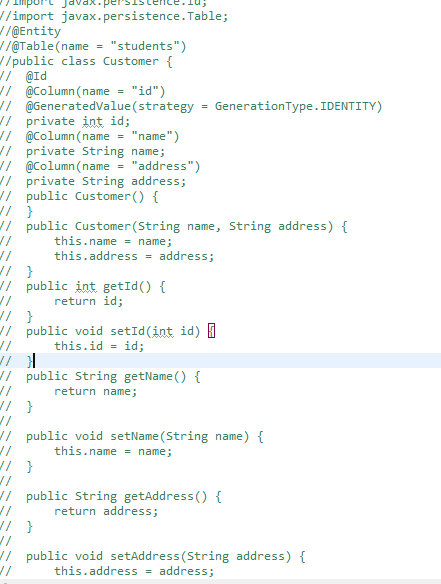 //import javax.persistence.Id;
//import javax.persistence.Table;
//@Entity
//@Table(name = "students")
//public class Customer {
//  @Id
//  @Column(name = "id")
//  @GeneratedValue(strategy = GenerationType.IDENTITY)
//  private int id;
//  @Column(name = "name")
//  private String name;
//  @Column(name = "address")
//  private String address;
//  public Customer() {
//  }
//  public Customer(String name, String address) {
//      this.name = name;
//      this.address = address;
//  }
//  public int getId() {
//      return id;
//  }
//  public void setId(int id) {
//      this.id = id;
//  }
//  public String getName() {
//      return name;
//  }
//
//  public void setName(String name) {
//      this.name = name;
//  }
//
//  public String getAddress() {
//      return address;
//  }
//
//  public void setAddress(String address) {
//      this.address = address;